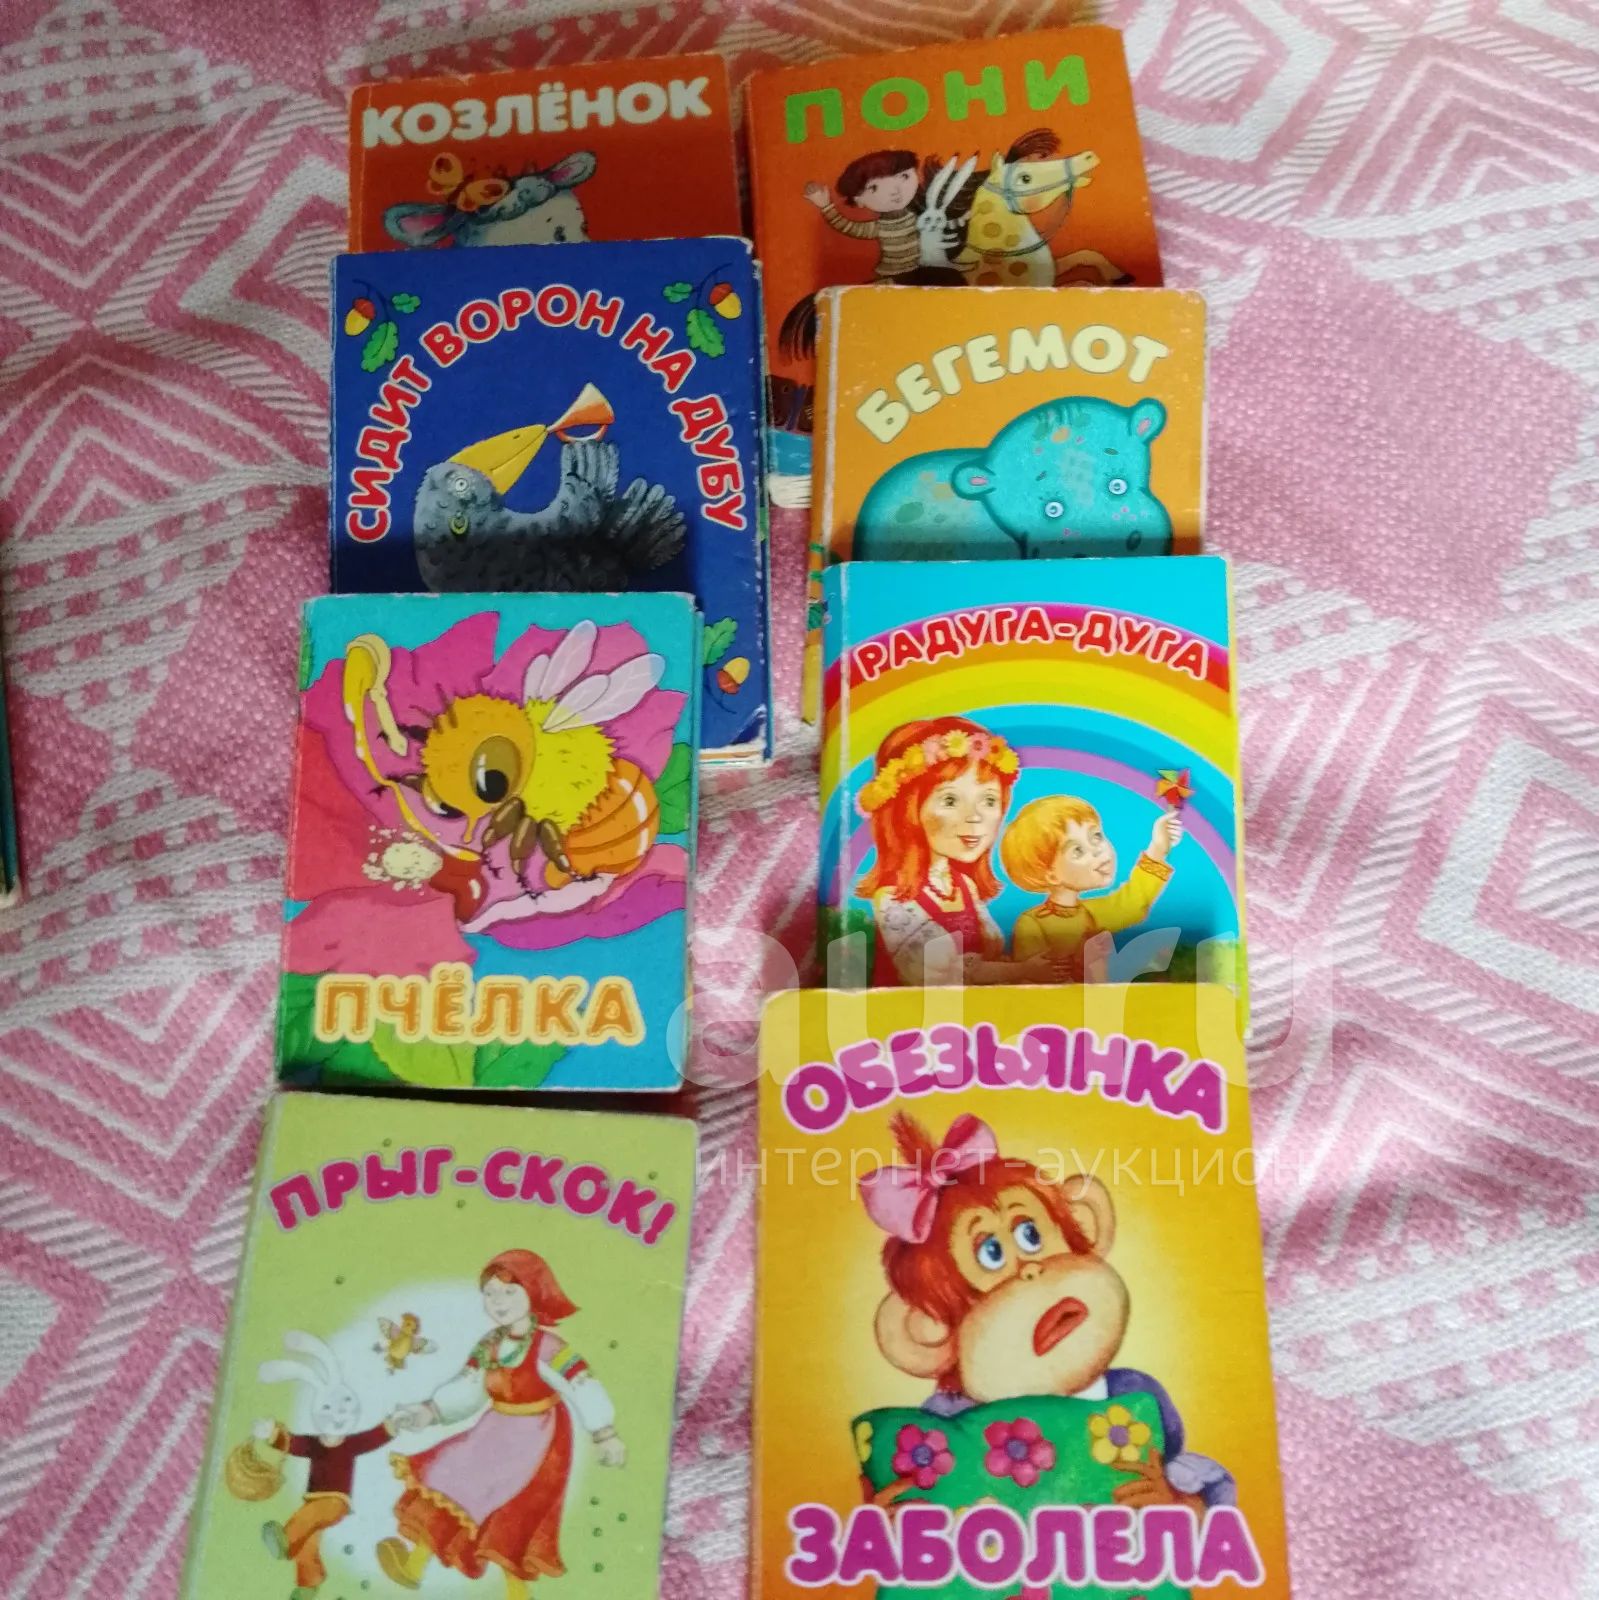 КОЗЛЁНОК
ПОНИ
СИДИТ ВОРОН НА ДУБУ
БЕГЕМОТ
ПЧЁЛКА
РАДУГА-ДУГА
ПРЫГ-СКОК!
ОБЕЗЬЯНКА
ЗАБОЛЕЛА
au.ru
интернет-аукцион